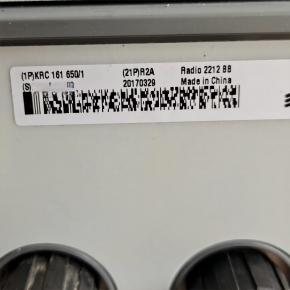 (1P)KRC 161 650/1 (21P)R2A Radio 2212 B8
(S) 20170329 Made in China